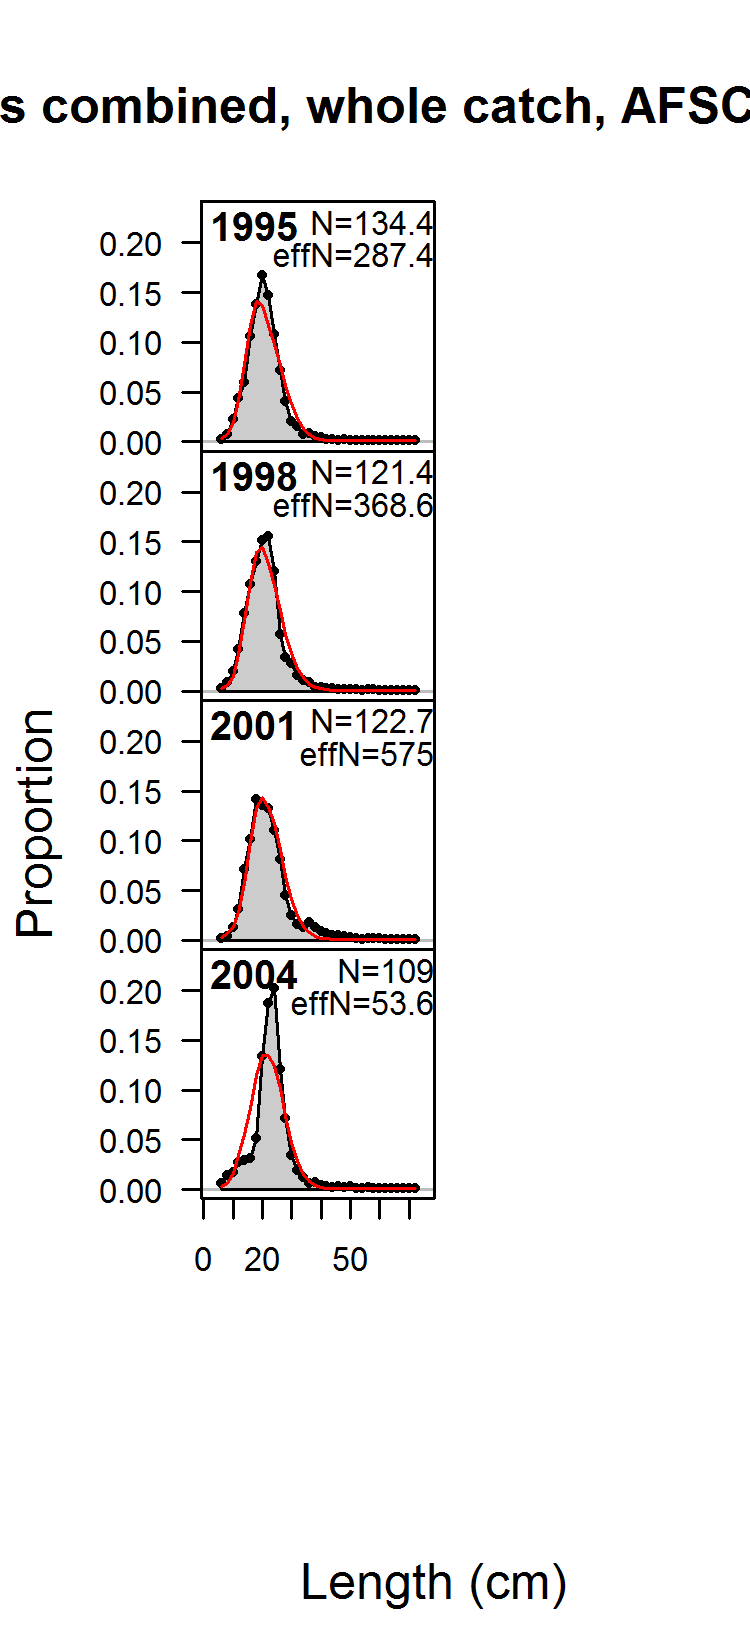 s combined, whole catch, AFSC
1995 N=134.4
effN=287.4
0.20
0.15
0.10
0.05
0.00
1998 N=121.4
effN=368.6
0.20
0.15
0.10
0.05
0.00
2001 N=122.7
effN=575
0.20
0.15
0.10
0.05
0.00
2004 N=109
effN=53.6
0.20
0.15
0.10
0.05
0.00
Proportion
0 20 50
Length (cm)